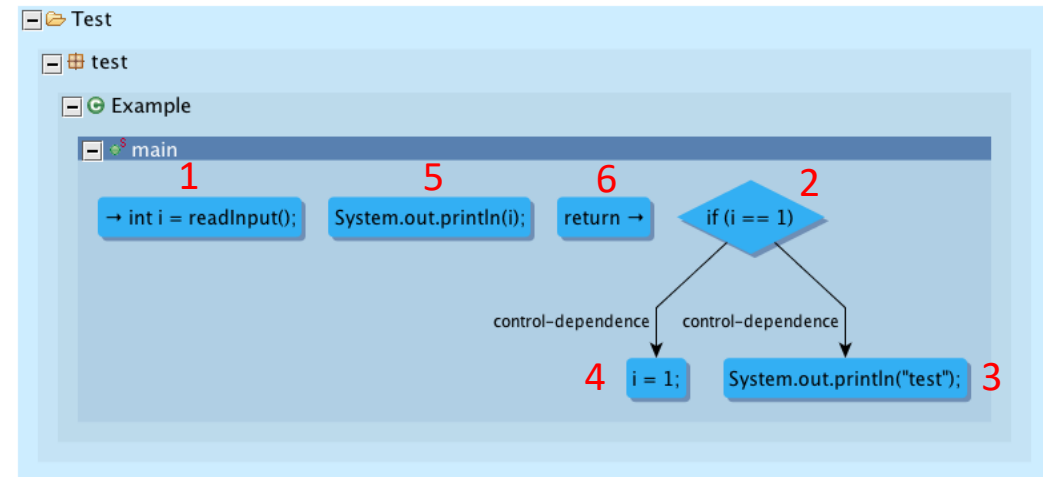 Test
test
Example
main
1 5 6 2
→ int i = readInput(); System.out.println(i); return → if (i == 1)
control-dependence control-dependence
4 i = 1; System.out.println("test"); 3